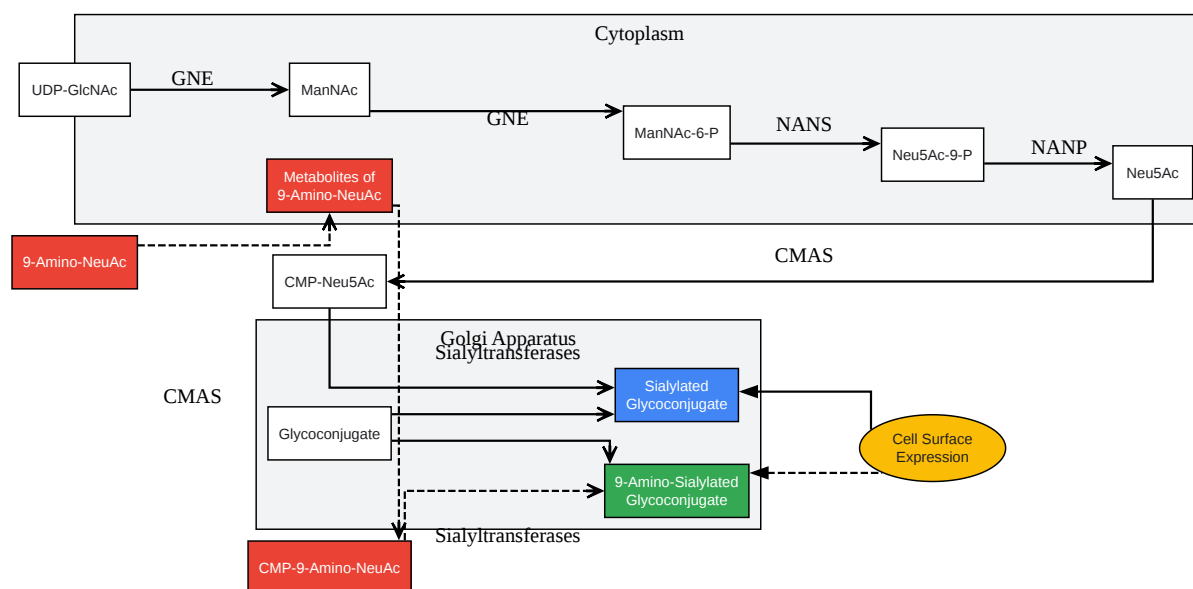 Cytoplasm
UDP-GlcNAc
GNE
ManNAc
GNE
ManNAc-6-P
NANS
Neu5Ac-9-P
NANP
Neu5Ac
Metabolites of
9-Amino-NeuAc
9-Amino-NeuAc
CMP-Neu5Ac
CMAS
Golgi Apparatus
Sialyltransferases
CMAS
Sialylated
Glycoconjugate
Glycoconjugate
Cell Surface
Expression
9-Amino-Sialylated
Glycoconjugate
Sialyltransferases
CMP-9-Amino-NeuAc